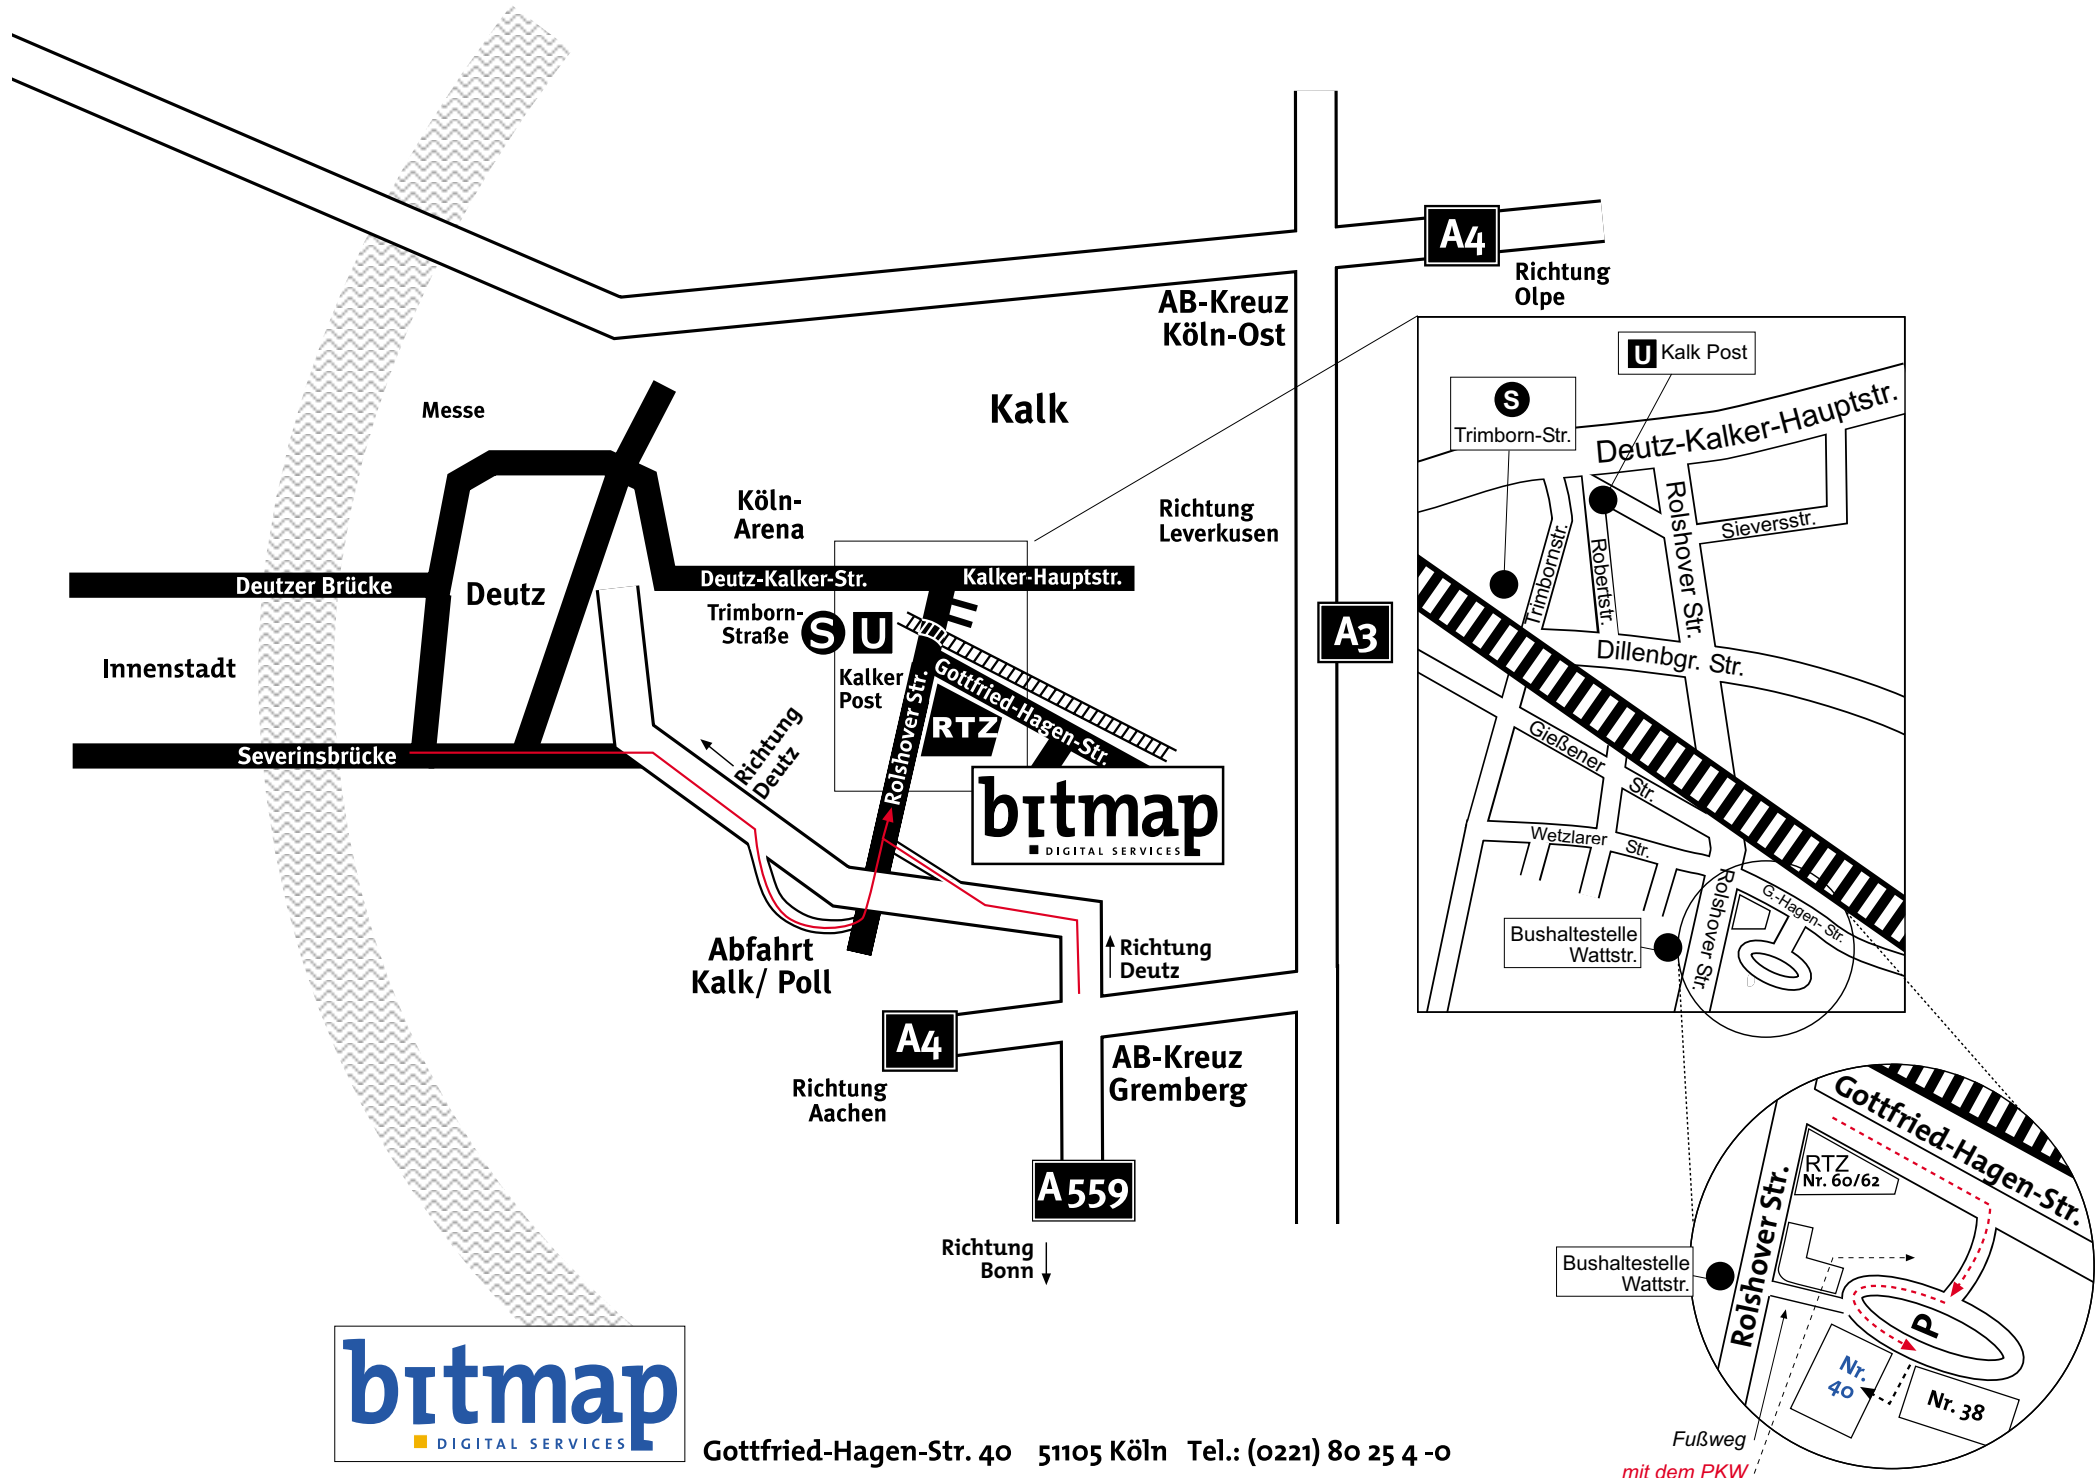 A4
Richtung
Olpe
AB-Kreuz
Köln-Ost
Messe
Kalk
Köln-
Arena
Richtung
Leverkusen
Deutzer Brücke
Deutz
Deutz-Kalker-Str.
Kalker-Hauptstr.
Trimborn-
Straße
S
U
Kalker
Post
A3
Innenstadt
Severinsbrücke
Richtung
Deutz
Rolshover Str.
Gottfried-Hagen-Str.
RTZ
bitmap
DIGITAL SERVICES
Abfahrt
Kalk/ Poll
Richtung
Deutz
A4
Richtung
Aachen
AB-Kreuz
Gremberg
A 559
Richtung
Bonn
U Kalk Post
S
Trimborn-Str.
Deutz-Kalker-Hauptstr.
Rolshover Str.
Sieversstr.
Trimbornstr.
Robertstr.
Dillenbgr. Str.
Gießener
Str.
Wetzlarer
Str.
Rolshover Str.
G.-Hagen-Str.
Bushaltestelle
Wattstr.
Gottfried-Hagen-Str.
RTZ
Nr. 60/62
Rolshover Str.
Bushaltestelle
Wattstr.
P
Nr.
40
Nr. 38
Fußweg
mit dem PKW
bitmap
DIGITAL SERVICES
Gottfried-Hagen-Str. 40 51105 Köln Tel.: (0221) 80 25 4 -0